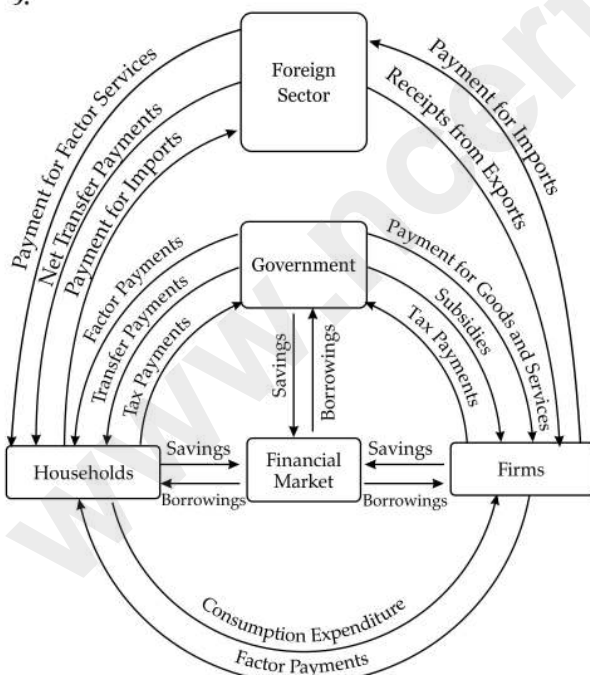 Foreign
Sector
Payment for Factor Services
Net Transfer Payments
Payment for Imports
Payment for Imports
Receipts from Exports
Government
Factor Payments
Transfer Payments
Tax Payments
Payment for Goods and Services
Subsidies
Tax Payments
Savings
Borrowings
Households
Savings
Borrowings
Financial
Market
Savings
Borrowings
Firms
Consumption Expenditure
Factor Payments
www.ncert